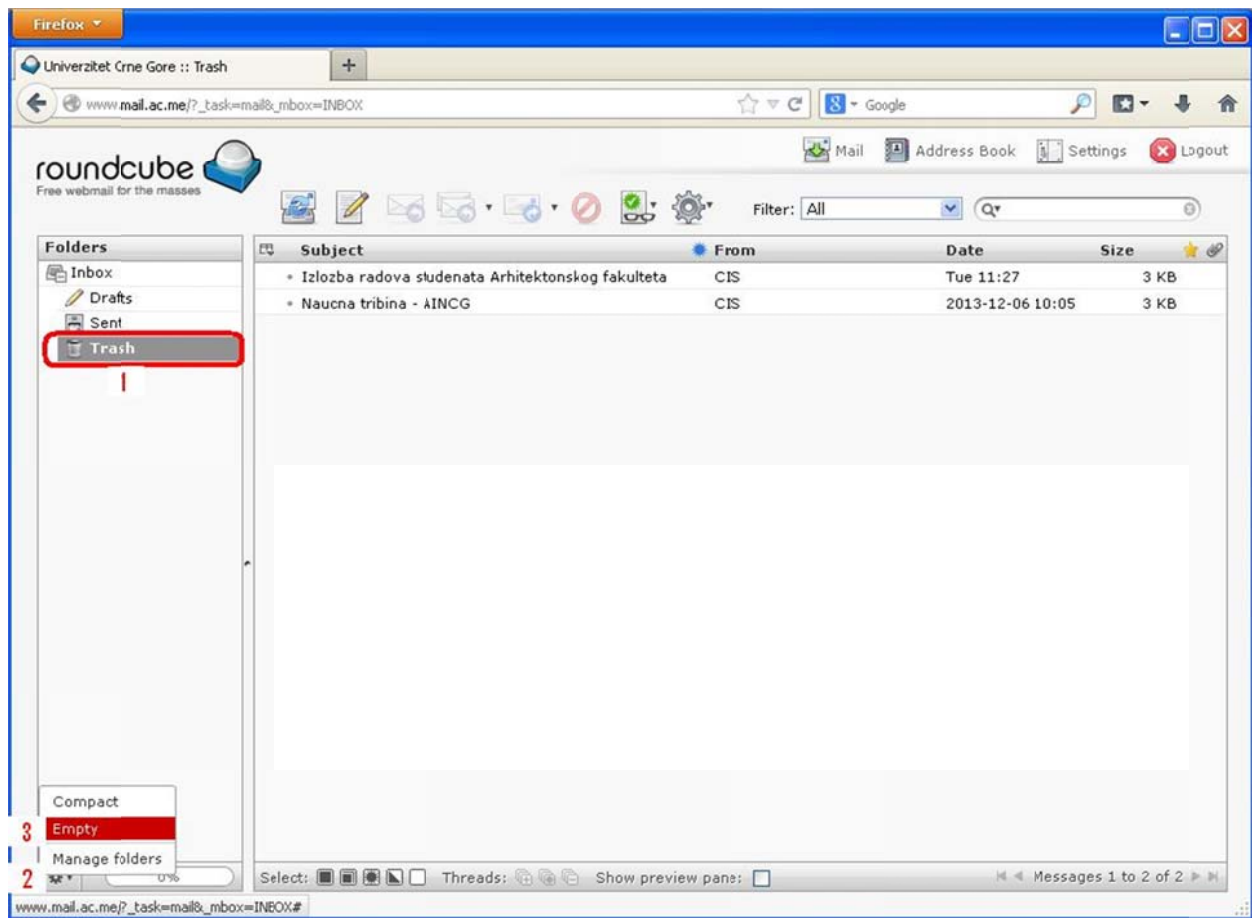 Firefox
Univerzitet Crne Gore :: Trash
www.mail.ac.me/?_task=mail&_mbox=INBOX
Google
roundcube
Free webmail for the masses
Mail Address Book Settings Logout
Filter: All
Folders
Subject From Date Size
Inbox
Izlozba radova studenata Arhitektonskog fakulteta CIS Tue 11:27 3 KB
Drafts
Naucna tribina - AINCG CIS 2013-12-06 10:05 3 KB
Sent
Trash
1
Compact
3 Empty
Manage folders
2 0% Select: Threads: Show preview pane: Messages 1 to 2 of 2
www.mail.ac.me/?_task=mail&_mbox=INBOX#